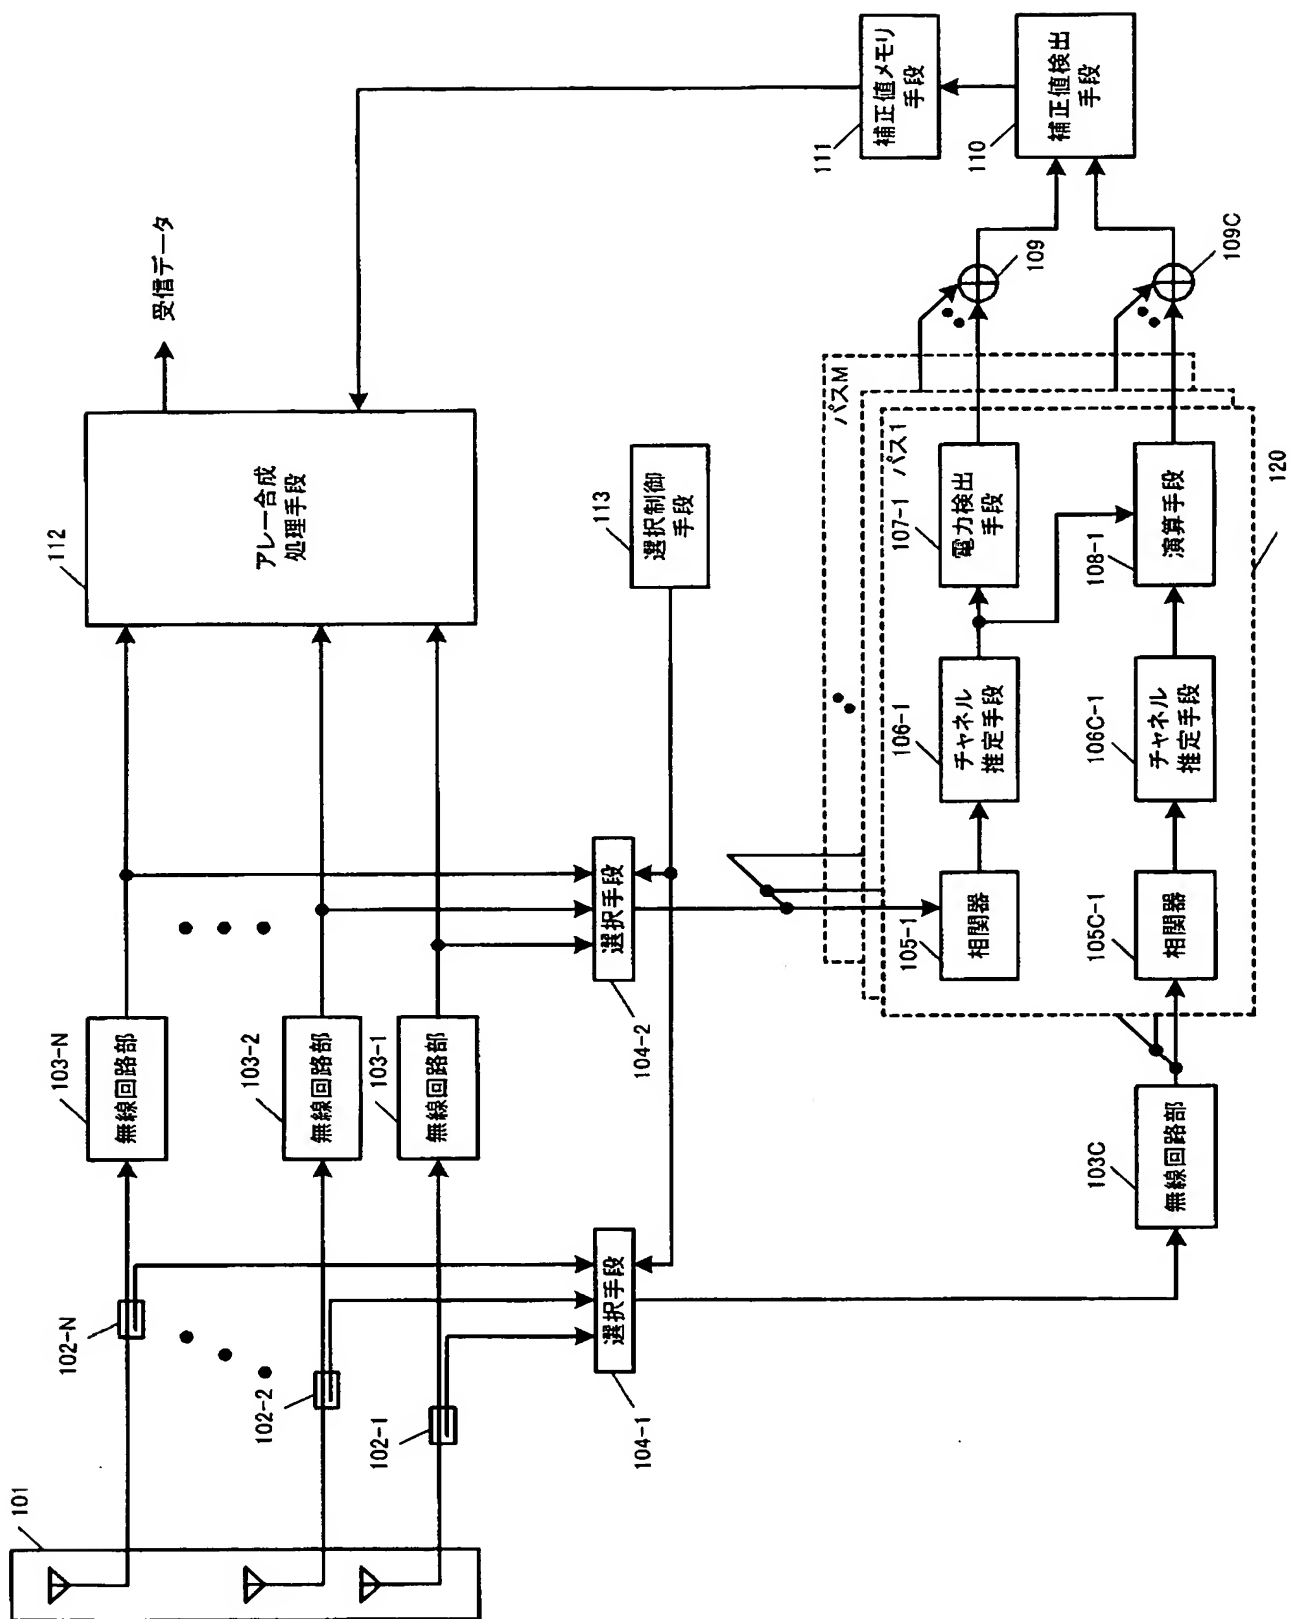 101
102-N
102-2
102-1
103-N
無線回路部
103-2
無線回路部
103-1
無線回路部
104-1
選択手段
104-2
選択手段
112
アレー合成
処理手段
受信データ
113
選択制御
手段
111
補正値メモリ
手段
110
補正値検出
手段
103C
無線回路部
パスM
パス1
105-1
相関器
106-1
チャネル
推定手段
107-1
電力検出
手段
105C-1
相関器
106C-1
チャネル
推定手段
108-1
演算手段
109
109C
120